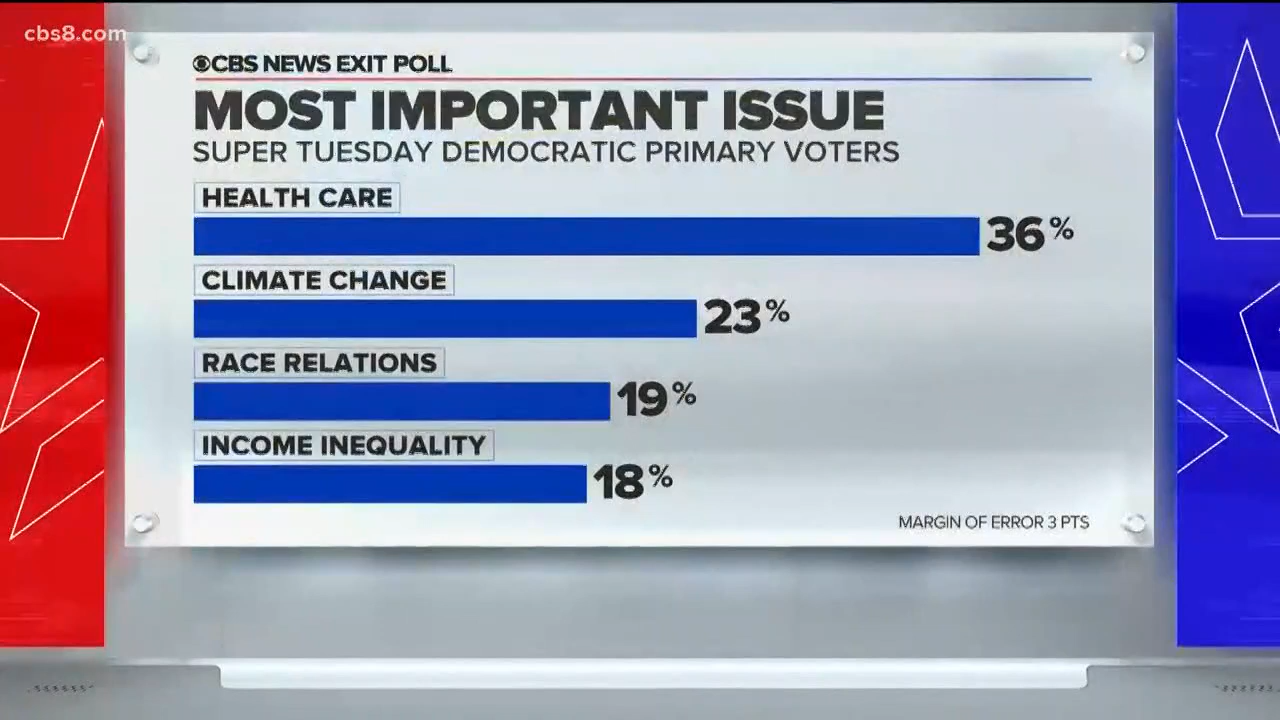 cbs8.com
CBS NEWS EXIT POLL
MOST IMPORTANT ISSUE
SUPER TUESDAY DEMOCRATIC PRIMARY VOTERS
HEALTH CARE
36%
CLIMATE CHANGE
23%
RACE RELATIONS
19%
INCOME INEQUALITY
18%
MARGIN OF ERROR 3 PTS